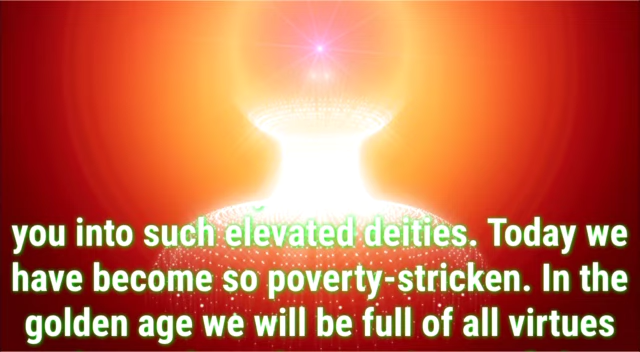 you into such elevated deities. Today we
have become so poverty-stricken. In the
golden age we will be full of all virtues